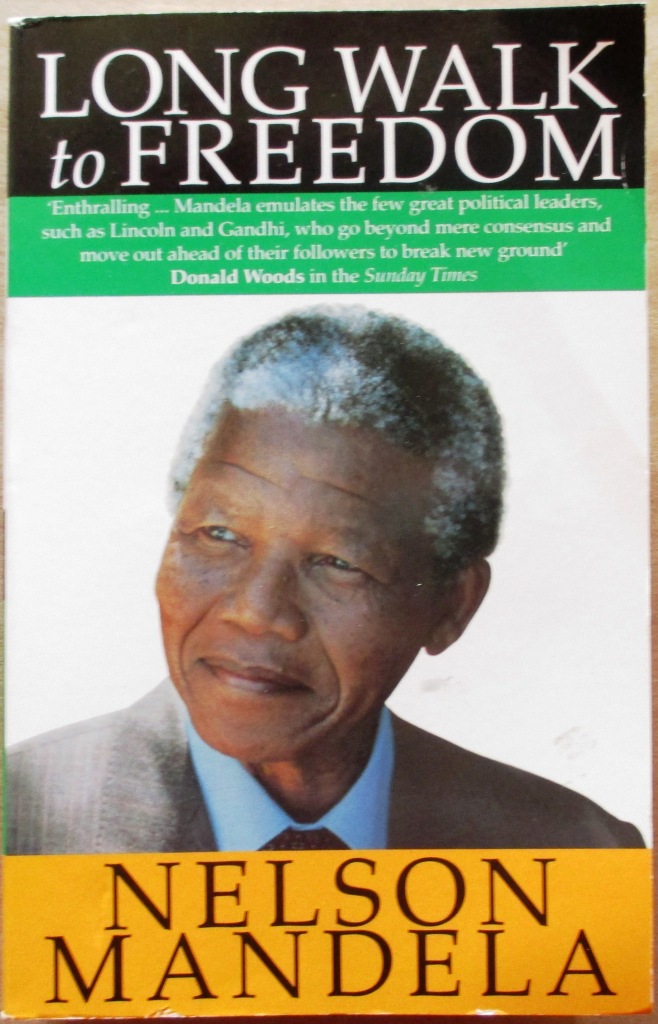 LONG WALK
to FREEDOM
‘Enthralling ... Mandela emulates the few great political leaders,
such as Lincoln and Gandhi, who go beyond mere consensus and
move out ahead of their followers to break new ground’
Donald Woods in the Sunday Times
NELSON
MANDELA